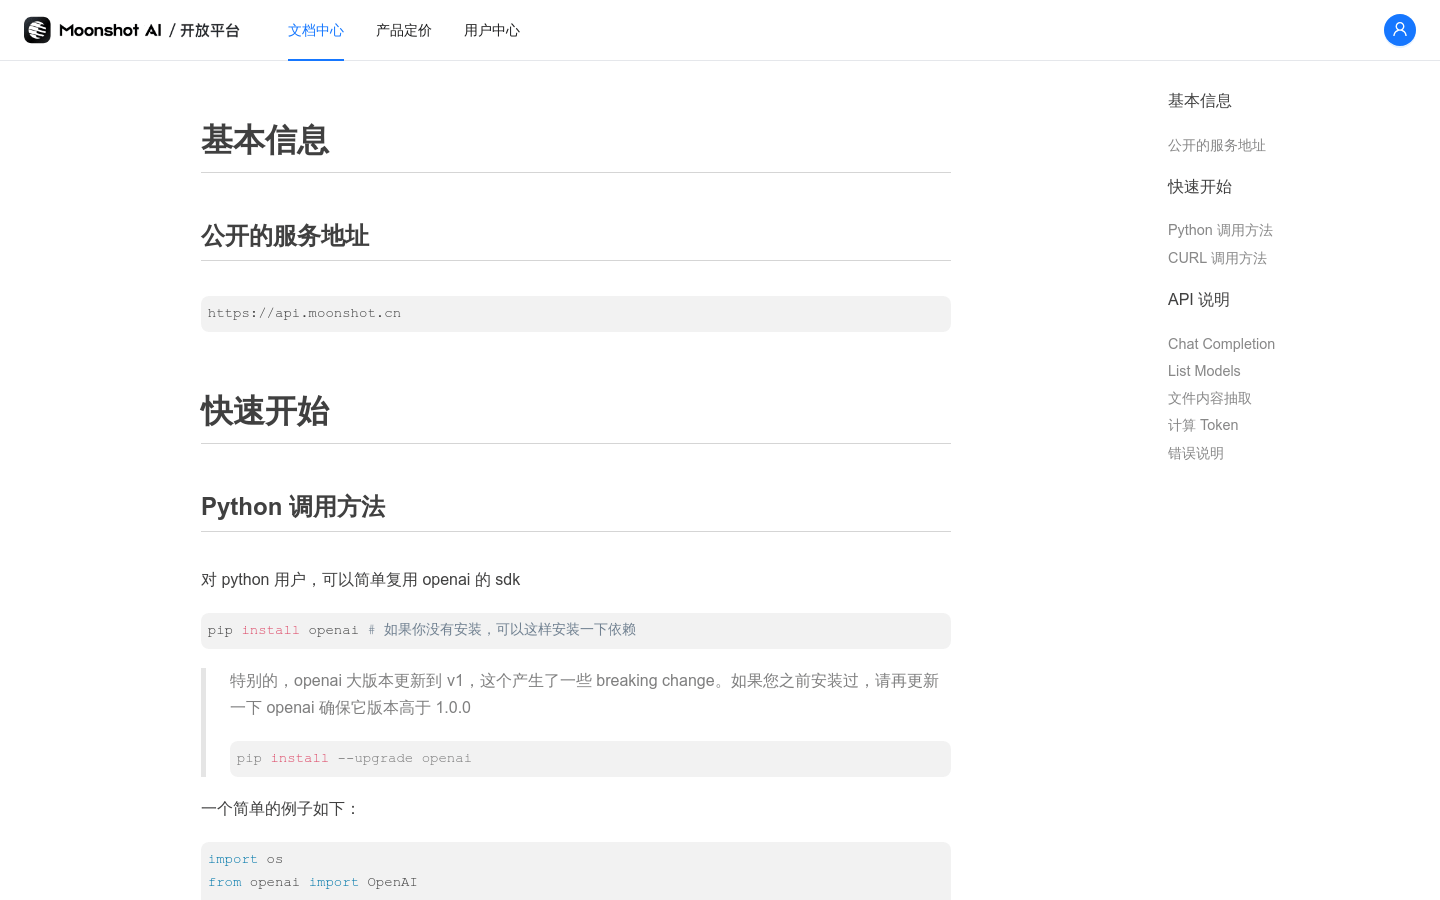 Moonshot AI / 开放平台
文档中心
产品定价
用户中心
基本信息
公开的服务地址
https://api.moonshot.cn
快速开始
Python 调用方法
对 python 用户，可以简单复用 openai 的 sdk
pip install openai # 如果你没有安装，可以这样安装一下依赖
特别的，openai 大版本更新到 v1，这个产生了一些 breaking change。如果您之前安装过，请再更新
一下 openai 确保它版本高于 1.0.0
pip install --upgrade openai
一个简单的例子如下：
import os
from openai import OpenAI
基本信息
公开的服务地址
快速开始
Python 调用方法
CURL 调用方法
API 说明
Chat Completion
List Models
文件内容抽取
计算 Token
错误说明